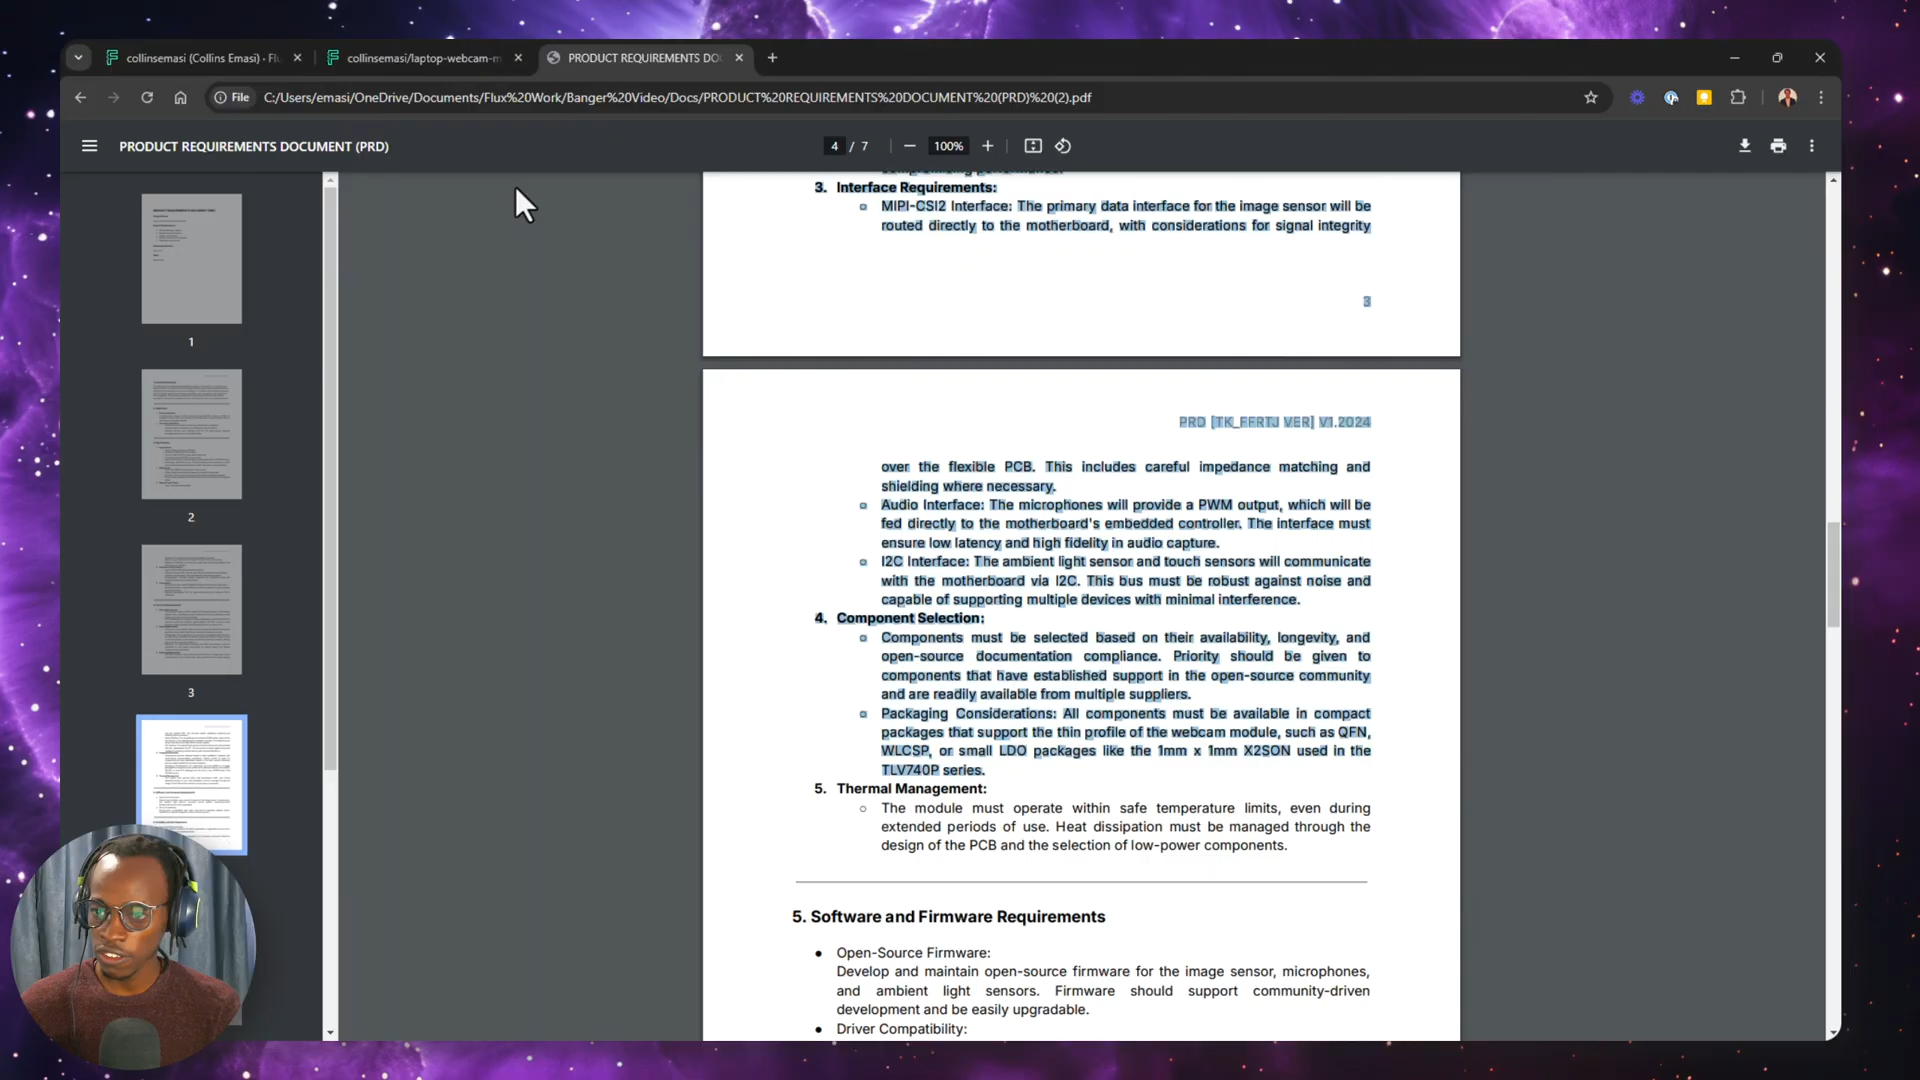 collinsemasi (Collins Emasi) · Flu
collinsemasi/laptop-webcam-m
PRODUCT REQUIREMENTS DO
File
C:/Users/emasi/OneDrive/Documents/Flux%20Work/Banger%20Video/Docs/PRODUCT%20REQUIREMENTS%20DOCUMENT%20(PRD)%20(2).pdf
PRODUCT REQUIREMENTS DOCUMENT (PRD)
4 / 7
100%
1
2
3
3. Interface Requirements:
MIPI-CSI2 Interface: The primary data interface for the image sensor will be
routed directly to the motherboard, with considerations for signal integrity
3
PRD [TK_FFRTJ VER] V1.2024
over the flexible PCB. This includes careful impedance matching and
shielding where necessary.
Audio Interface: The microphones will provide a PWM output, which will be
fed directly to the motherboard's embedded controller. The interface must
ensure low latency and high fidelity in audio capture.
I2C Interface: The ambient light sensor and touch sensors will communicate
with the motherboard via I2C. This bus must be robust against noise and
capable of supporting multiple devices with minimal interference.
4. Component Selection:
Components must be selected based on their availability, longevity, and
open-source documentation compliance. Priority should be given to
components that have established support in the open-source community
and are readily available from multiple suppliers.
Packaging Considerations: All components must be available in compact
packages that support the thin profile of the webcam module, such as QFN,
WLCSP, or small LDO packages like the 1mm x 1mm X2SON used in the
TLV740P series.
5. Thermal Management:
The module must operate within safe temperature limits, even during
extended periods of use. Heat dissipation must be managed through the
design of the PCB and the selection of low-power components.
5. Software and Firmware Requirements
Open-Source Firmware:
Develop and maintain open-source firmware for the image sensor, microphones,
and ambient light sensors. Firmware should support community-driven
development and be easily upgradable.
Driver Compatibility: